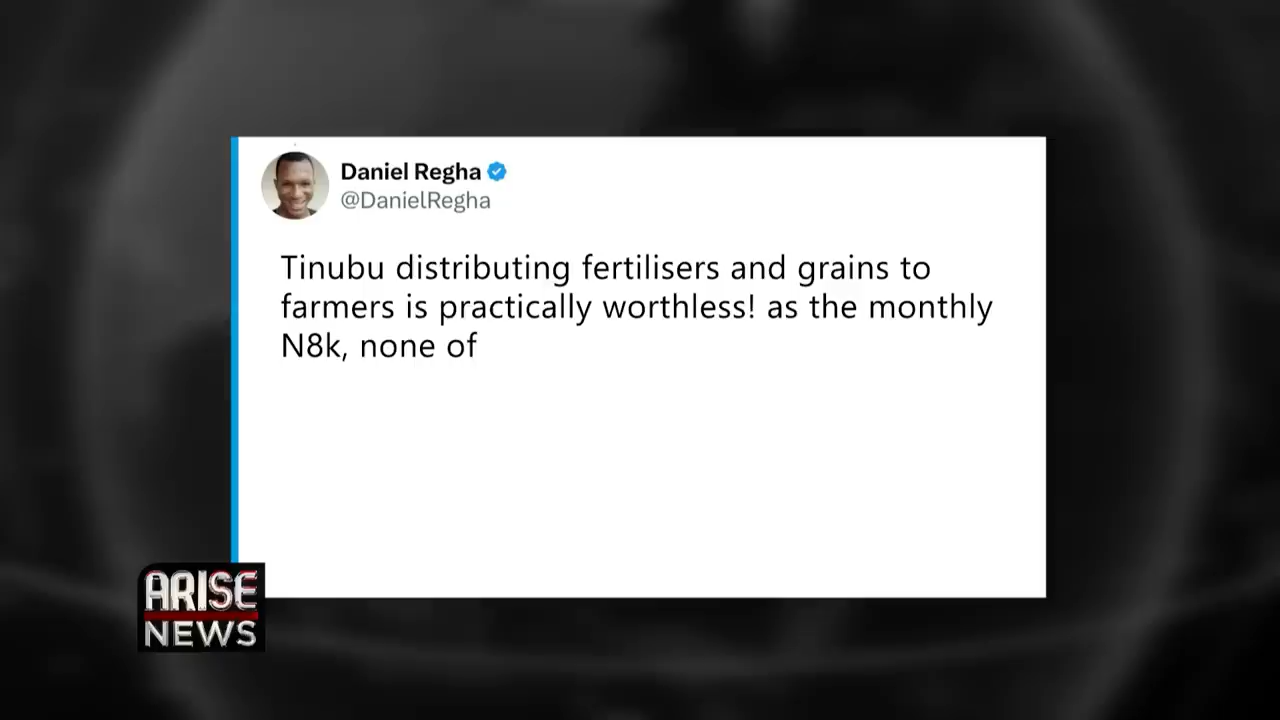 Daniel Regha
@DanielRegha
Tinubu distributing fertilisers and grains to
farmers is practically worthless! as the monthly
N8k, none of
ARISE
NEWS